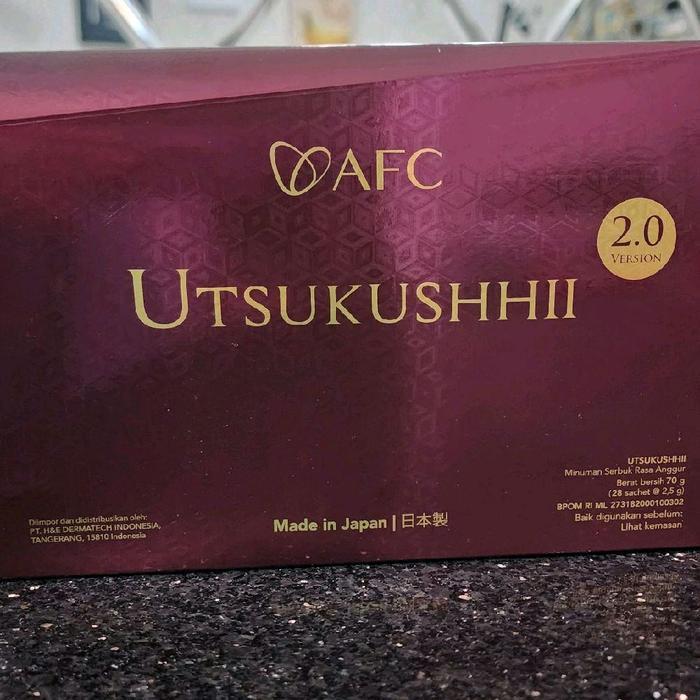 AFC
2.0
VERSION
UTSUKUSHHII
UTSUKUSHHII
Minuman Serbuk Rasa Anggur
Berat bersih 70 g
(28 sachet @ 2,5 g)
BPOM RI ML 273182000100302
Baik digunakan sebelum:
Lihat kemasan
Diimpor dan didistribusikan oleh:
PT. H&E DERMATECH INDONESIA,
TANGERANG, 15810 Indonesia
Made in Japan | 日本製